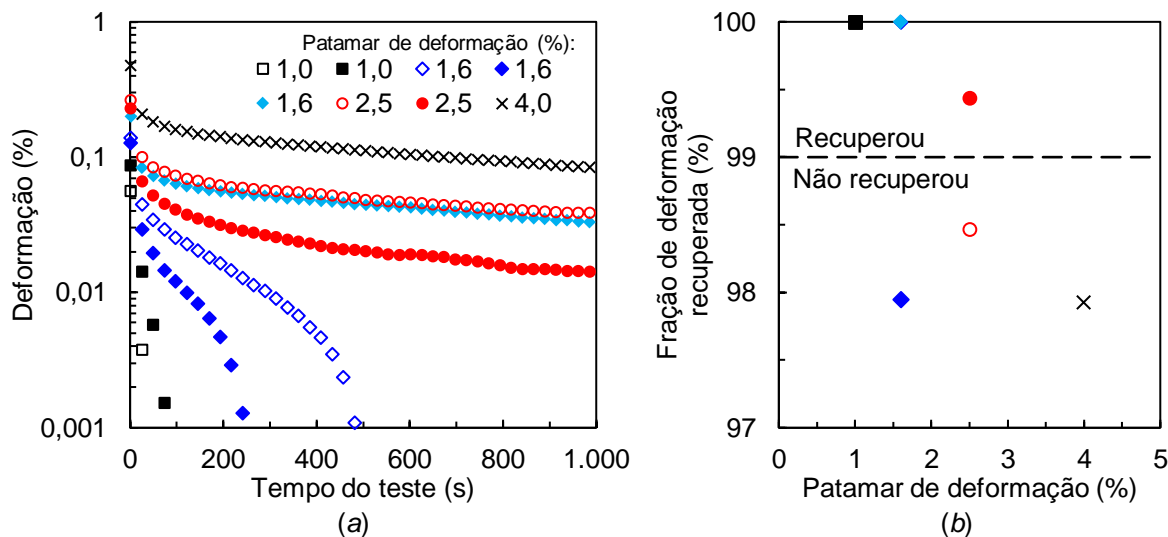 Deformação (%)
1
0,1
0,01
0,001
Patamar de deformação (%):
1,0 1,0 1,6 1,6
1,6 2,5 2,5 4,0
0 200 400 600 800 1.000
Tempo do teste (s)
(a)
Fração de deformação
recuperada (%)
100
99
98
97
Recuperou
Não recuperou
0 1 2 3 4 5
Patamar de deformação (%)
(b)